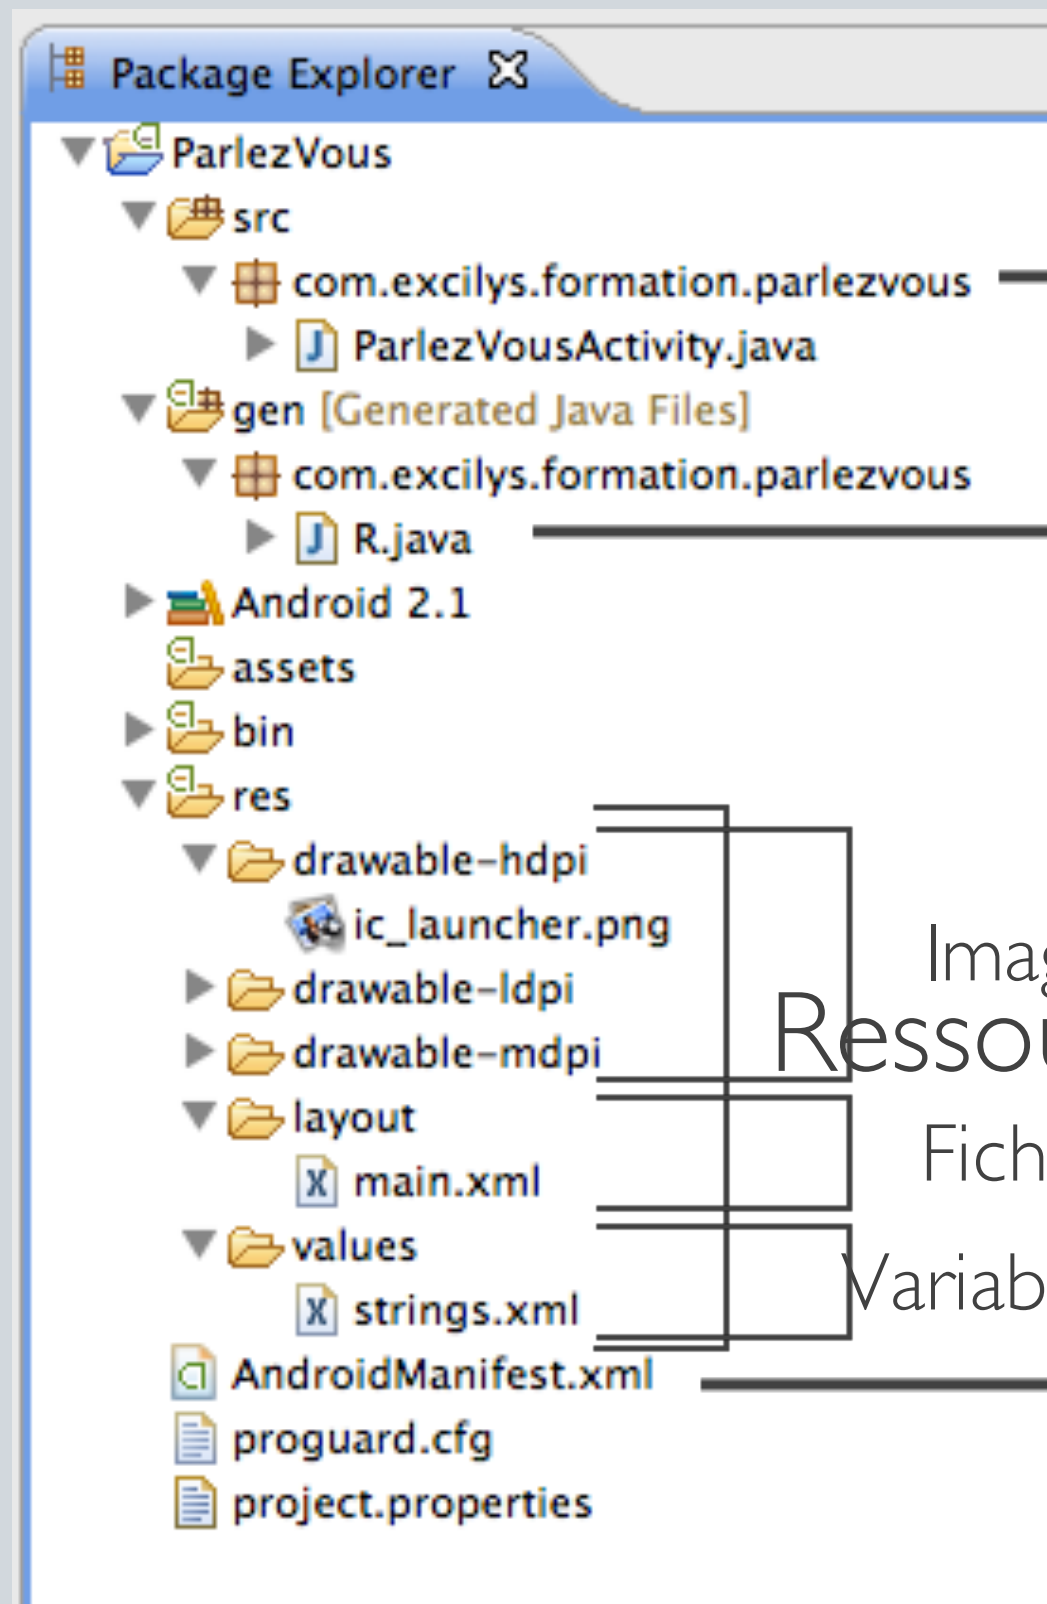 Package Explorer
ParlezVous
src
com.excilys.formation.parlezvous
ParlezVousActivity.java
gen [Generated Java Files]
com.excilys.formation.parlezvous
R.java
Android 2.1
assets
bin
res
drawable-hdpi
ic_launcher.png
drawable-ldpi
drawable-mdpi
layout
main.xml
values
strings.xml
AndroidManifest.xml
proguard.cfg
project.properties